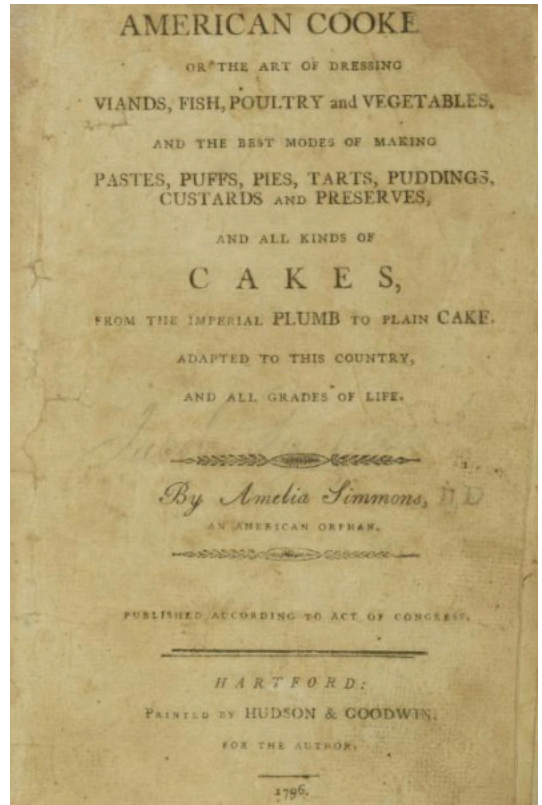 AMERICAN COOKE
OR THE ART OF DRESSING
VIANDS, FISH, POULTRY and VEGETABLES,
AND THE BEST MODES OF MAKING
PASTES, PUFFS, PIES, TARTS, PUDDINGS,
CUSTARDS AND PRESERVES,
AND ALL KINDS OF
CAKES,
FROM THE IMPERIAL PLUMB TO PLAIN CAKE.
ADAPTED TO THIS COUNTRY,
AND ALL GRADES OF LIFE.
By Amelia Simmons,
AN AMERICAN ORPHAN.
PUBLISHED ACCORDING TO ACT OF CONGRESS.
HARTFORD:
PRINTED BY HUDSON & GOODWIN.
FOR THE AUTHOR.
1796.